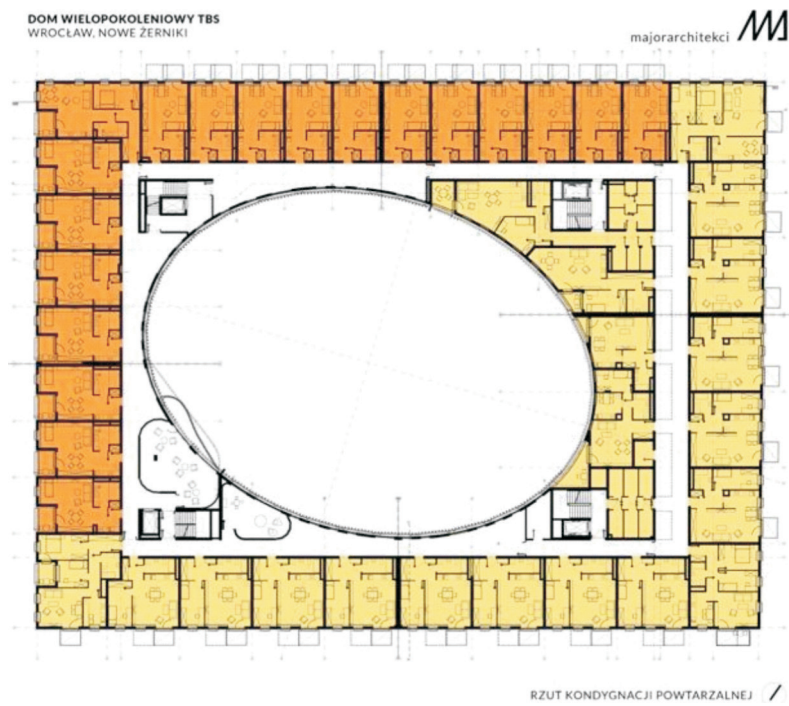 DOM WIELOPOKOLENIOWY TBS
WROCŁAW, NOWE ŻERNIKI
majorarchitekci
RZUT KONDYGNACJI POWTARZALNEJ